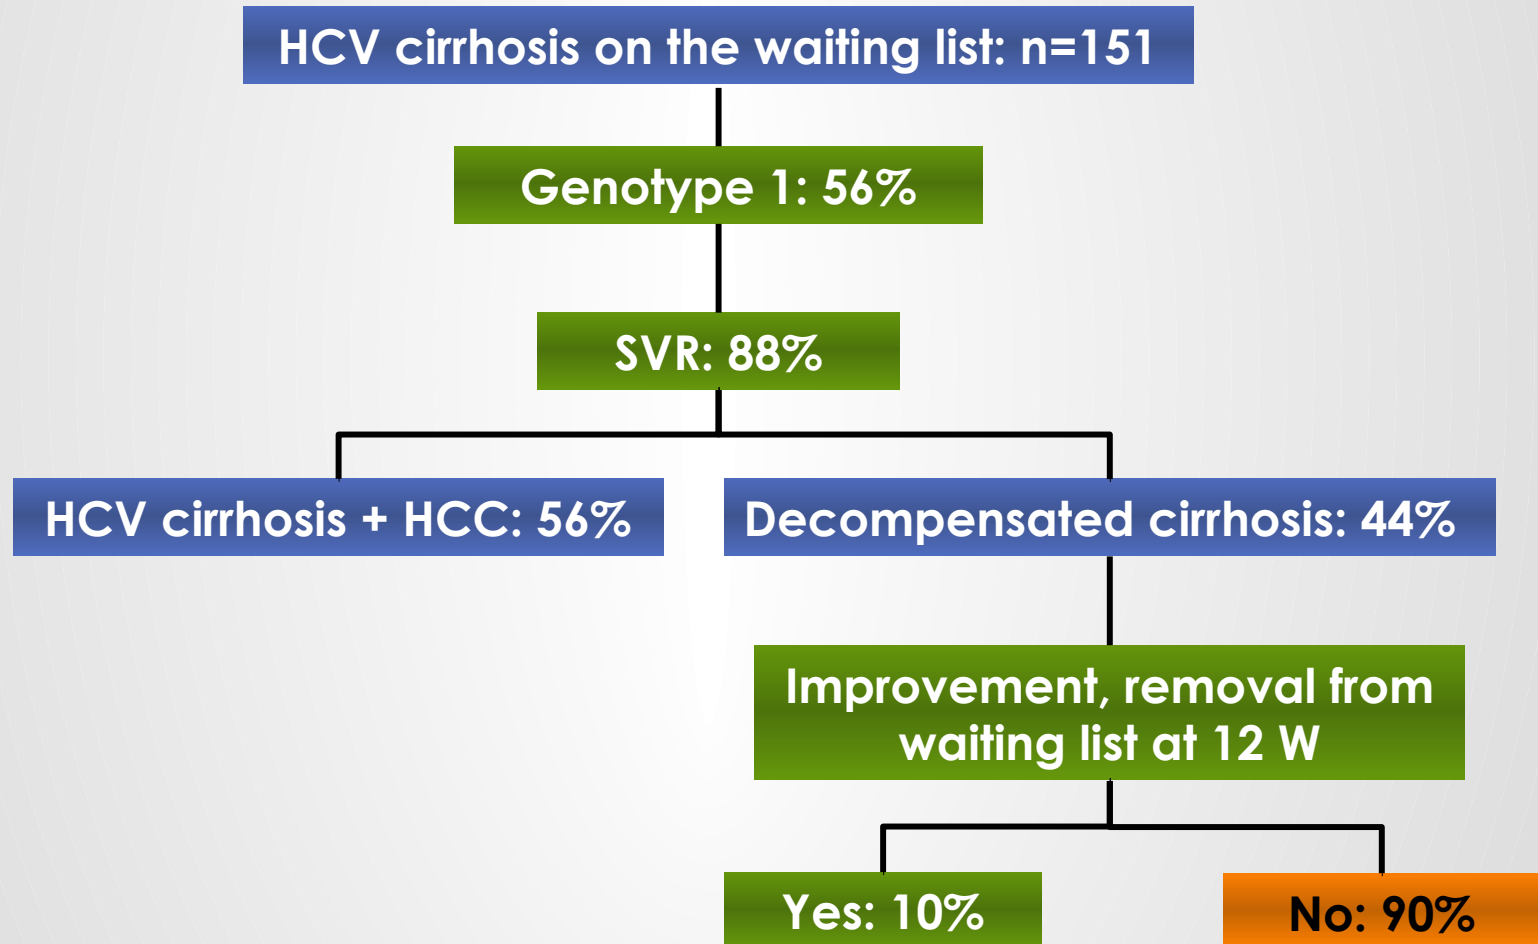 HCV cirrhosis on the waiting list: n=151
Genotype 1: 56%
SVR: 88%
HCV cirrhosis + HCC: 56%
Decompensated cirrhosis: 44%
Improvement, removal from
waiting list at 12 W
Yes: 10%
No: 90%